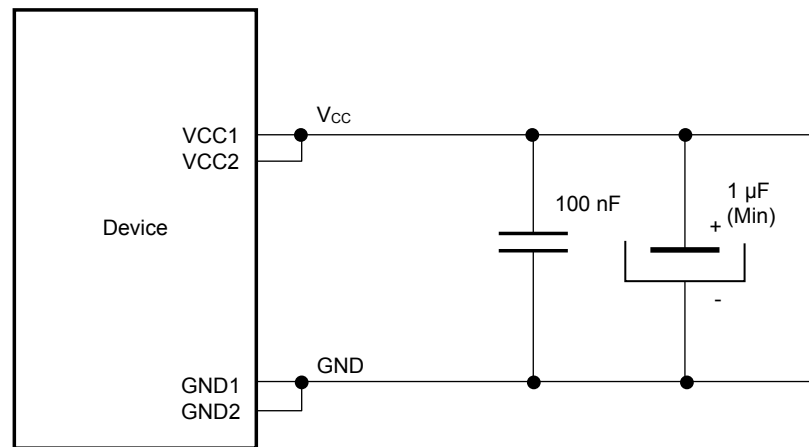 VCC
VCC1
VCC2
Device
100 nF
1 µF
(Min)
+
-
GND
GND1
GND2